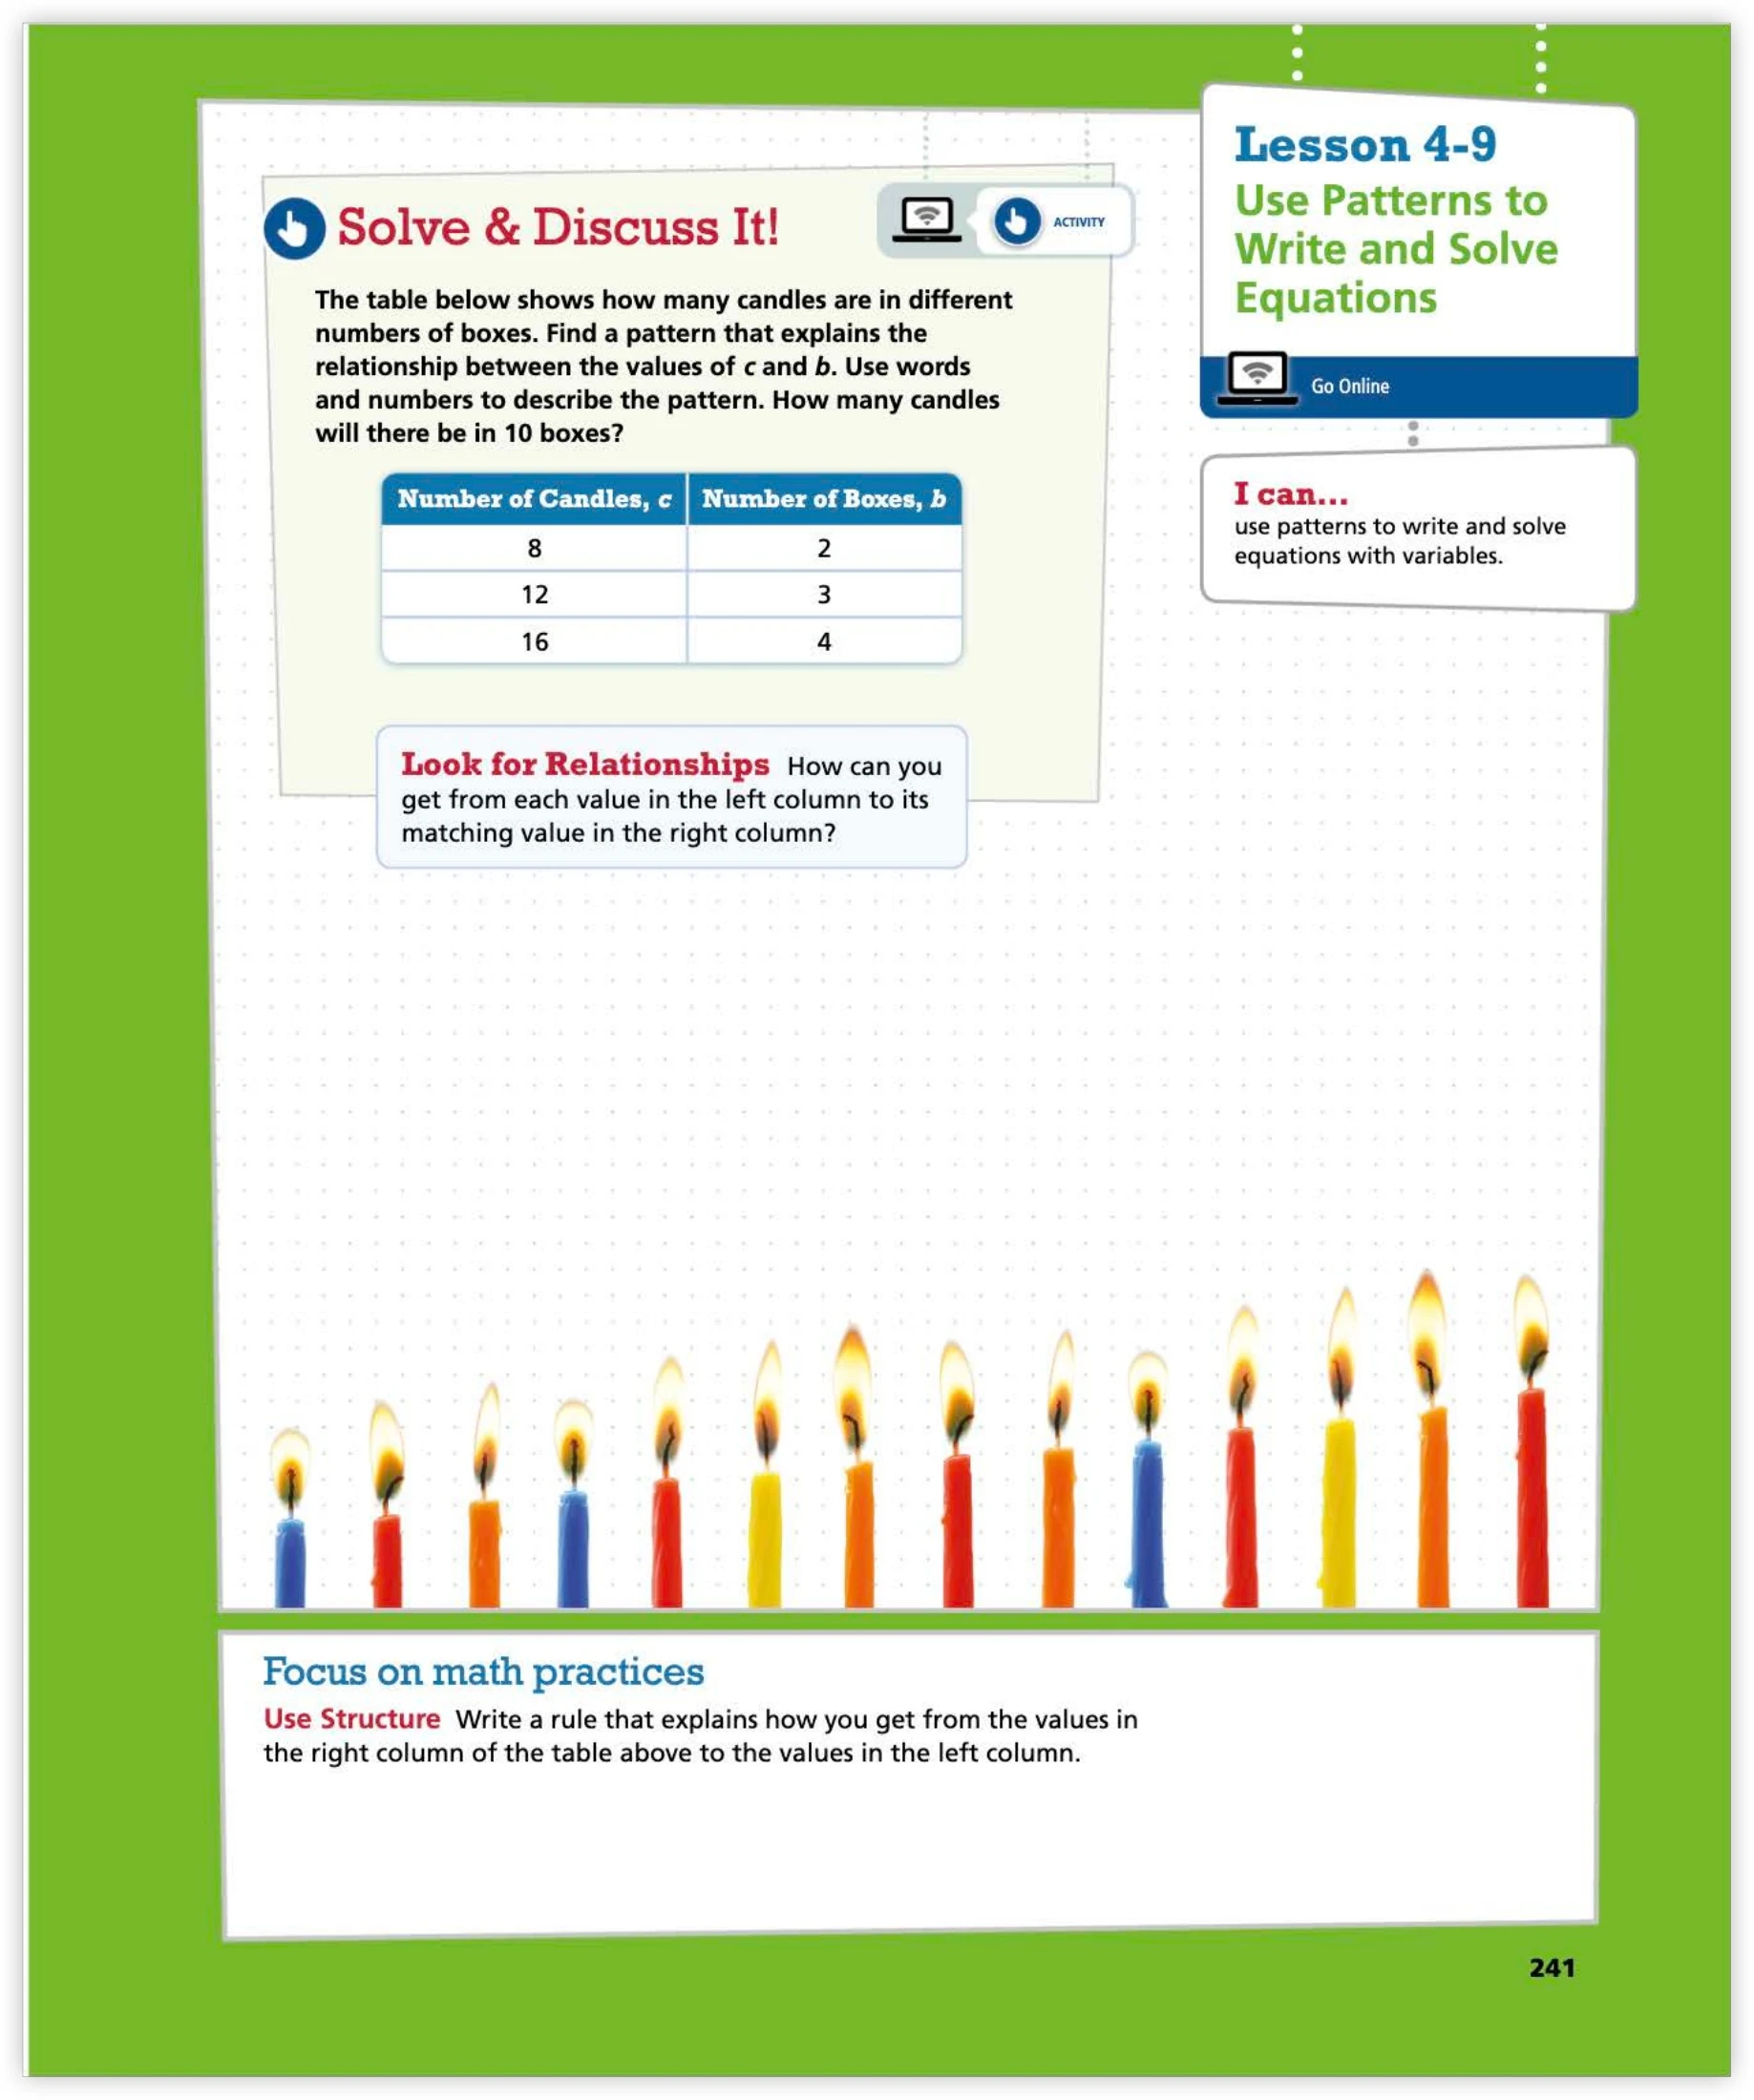 Lesson 4-9
Use Patterns to
Write and Solve
Equations
Go Online
I can...
use patterns to write and solve
equations with variables.
Solve & Discuss It!
ACTIVITY
The table below shows how many candles are in different
numbers of boxes. Find a pattern that explains the
relationship between the values of c and b. Use words
and numbers to describe the pattern. How many candles
will there be in 10 boxes?
Number of Candles, c Number of Boxes, b
8 2
12 3
16 4
Look for Relationships How can you
get from each value in the left column to its
matching value in the right column?
Focus on math practices
Use Structure Write a rule that explains how you get from the values in
the right column of the table above to the values in the left column.
241